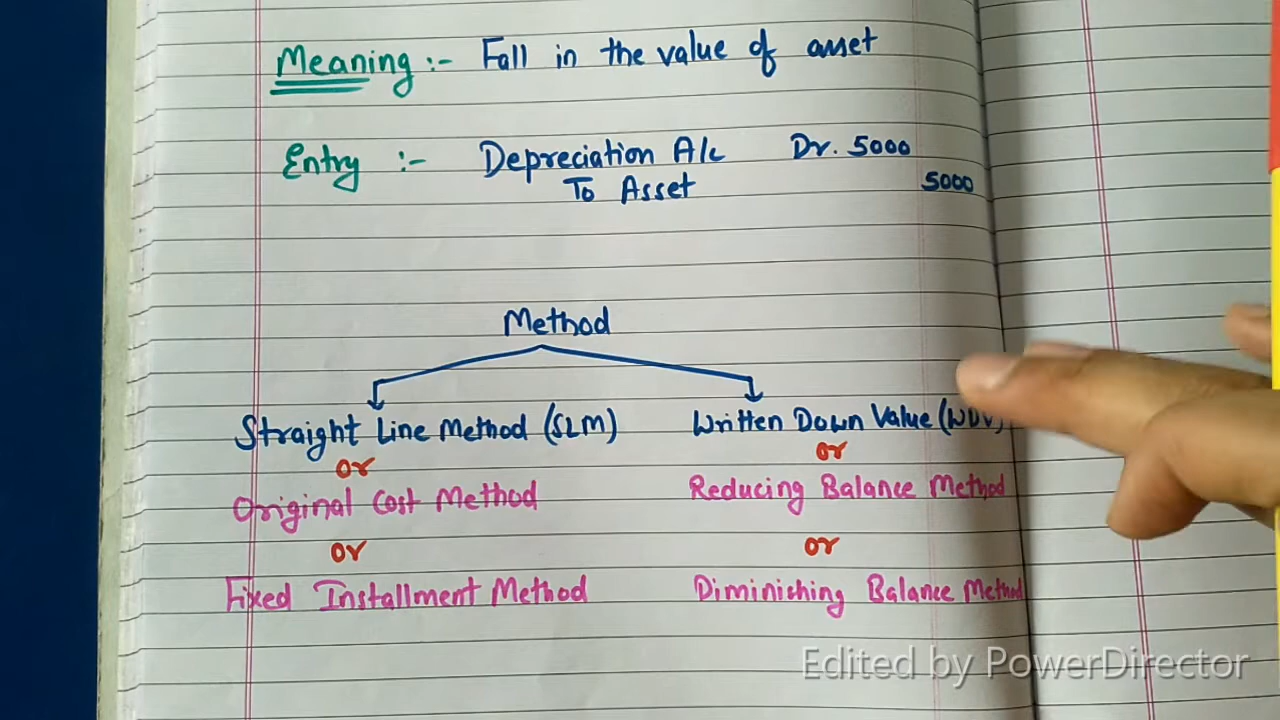 Meaning :- Fall in the value of asset
Entry :- Depreciation A/c Dr. 5000
To Asset 5000
Method
Straight Line Method (SLM) Written Down Value (WDV)
or or
Original Cost Method Reducing Balance Method
or or
Fixed Installment Method Diminishing Balance Method
Edited by PowerDirector